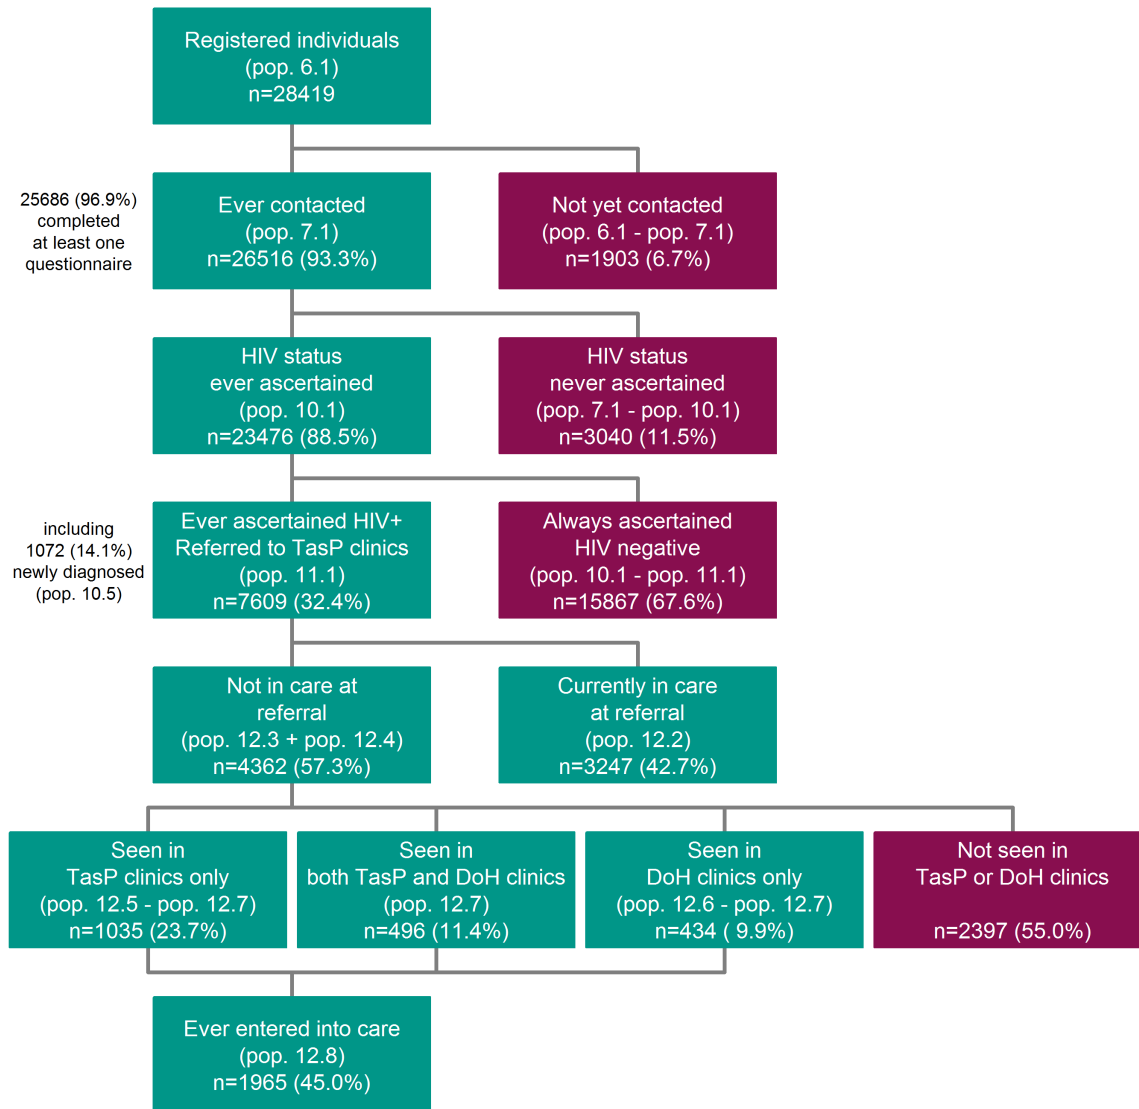 Registered individuals
(pop. 6.1)
n=28419
25686 (96.9%)
completed
at least one
questionnaire
Ever contacted
(pop. 7.1)
n=26516 (93.3%)
Not yet contacted
(pop. 6.1 - pop. 7.1)
n=1903 (6.7%)
HIV status
ever ascertained
(pop. 10.1)
n=23476 (88.5%)
HIV status
never ascertained
(pop. 7.1 - pop. 10.1)
n=3040 (11.5%)
including
1072 (14.1%)
newly diagnosed
(pop. 10.5)
Ever ascertained HIV+
Referred to TasP clinics
(pop. 11.1)
n=7609 (32.4%)
Always ascertained
HIV negative
(pop. 10.1 - pop. 11.1)
n=15867 (67.6%)
Not in care at
referral
(pop. 12.3 + pop. 12.4)
n=4362 (57.3%)
Currently in care
at referral
(pop. 12.2)
n=3247 (42.7%)
Seen in
TasP clinics only
(pop. 12.5 - pop. 12.7)
n=1035 (23.7%)
Seen in
both TasP and DoH clinics
(pop. 12.7)
n=496 (11.4%)
Seen in
DoH clinics only
(pop. 12.6 - pop. 12.7)
n=434 ( 9.9%)
Not seen in
TasP or DoH clinics
n=2397 (55.0%)
Ever entered into care
(pop. 12.8)
n=1965 (45.0%)